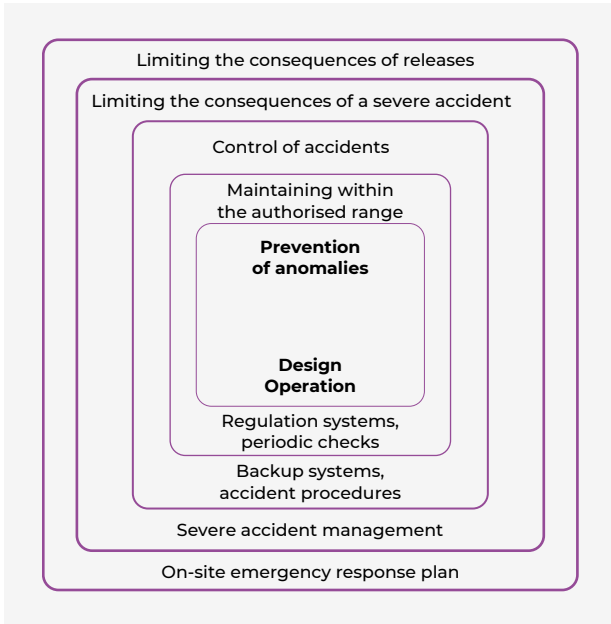 Limiting the consequences of releases
Limiting the consequences of a severe accident
Control of accidents
Maintaining within
the authorised range
Prevention
of anomalies
Design
Operation
Regulation systems,
periodic checks
Backup systems,
accident procedures
Severe accident management
On-site emergency response plan